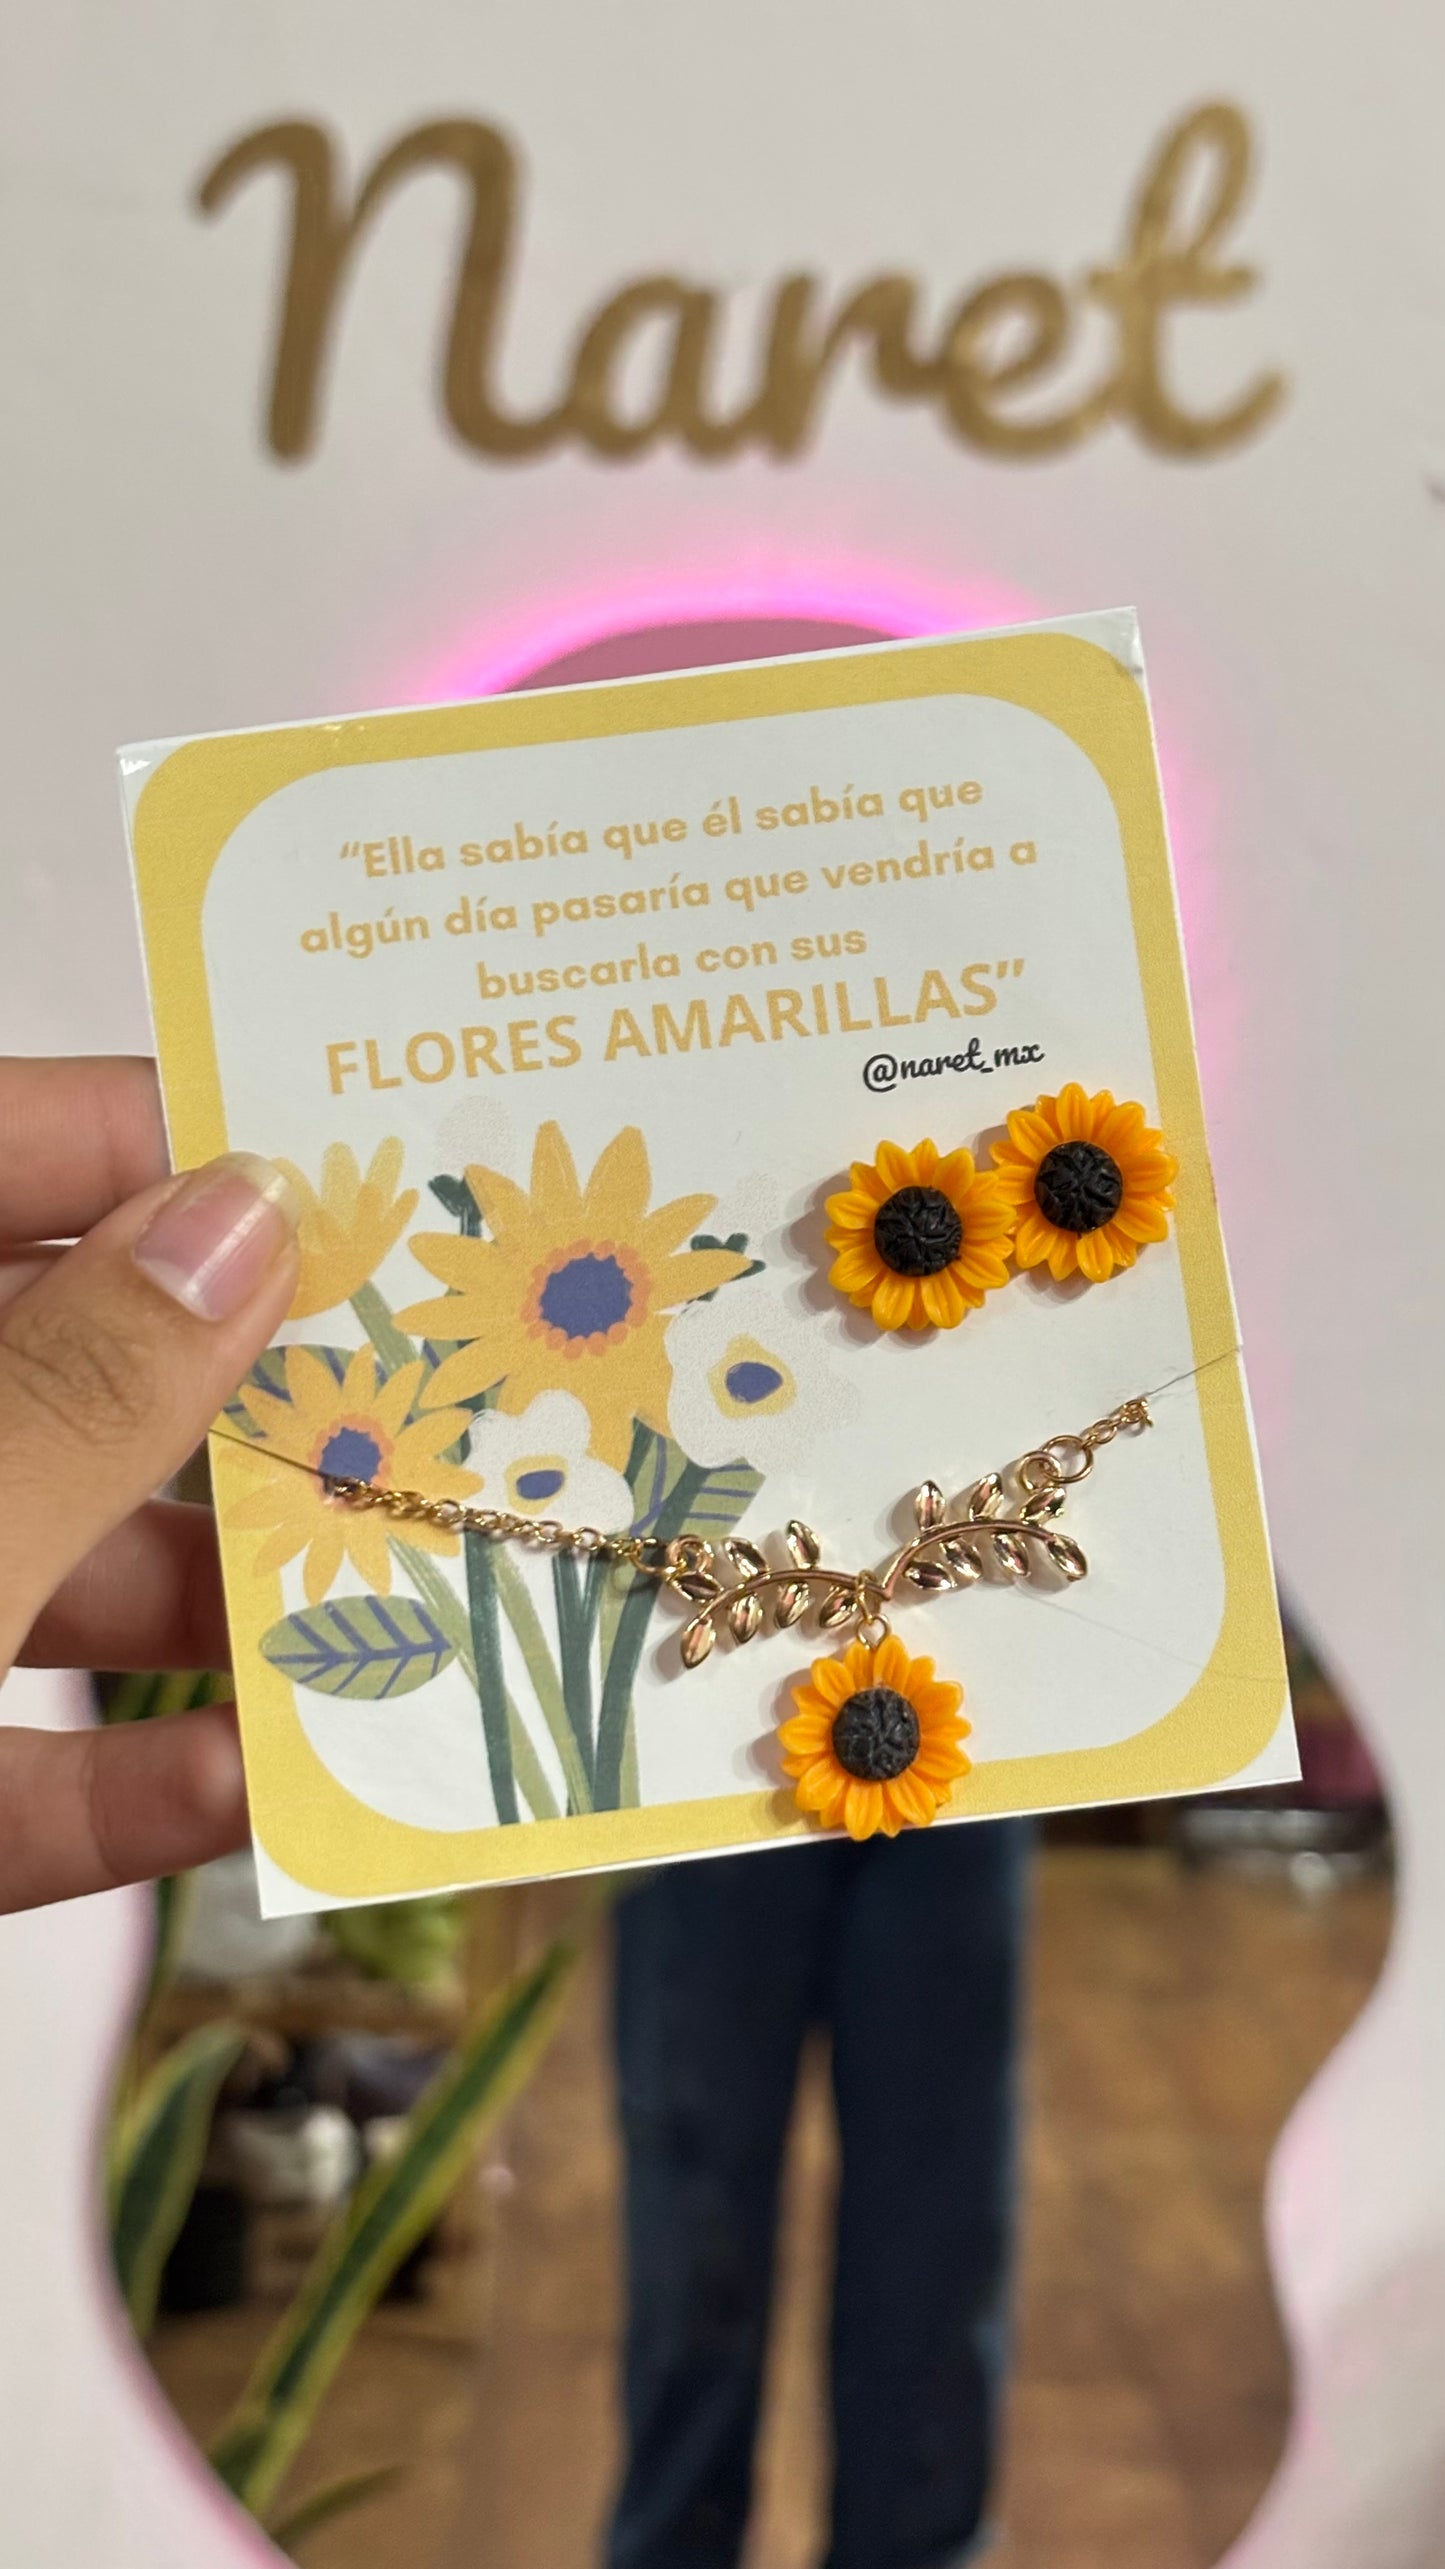 Naret
“Ella sabía que él sabía que
algún día pasaría que vendría a
buscarla con sus
FLORES AMARILLAS”
@naret_mx